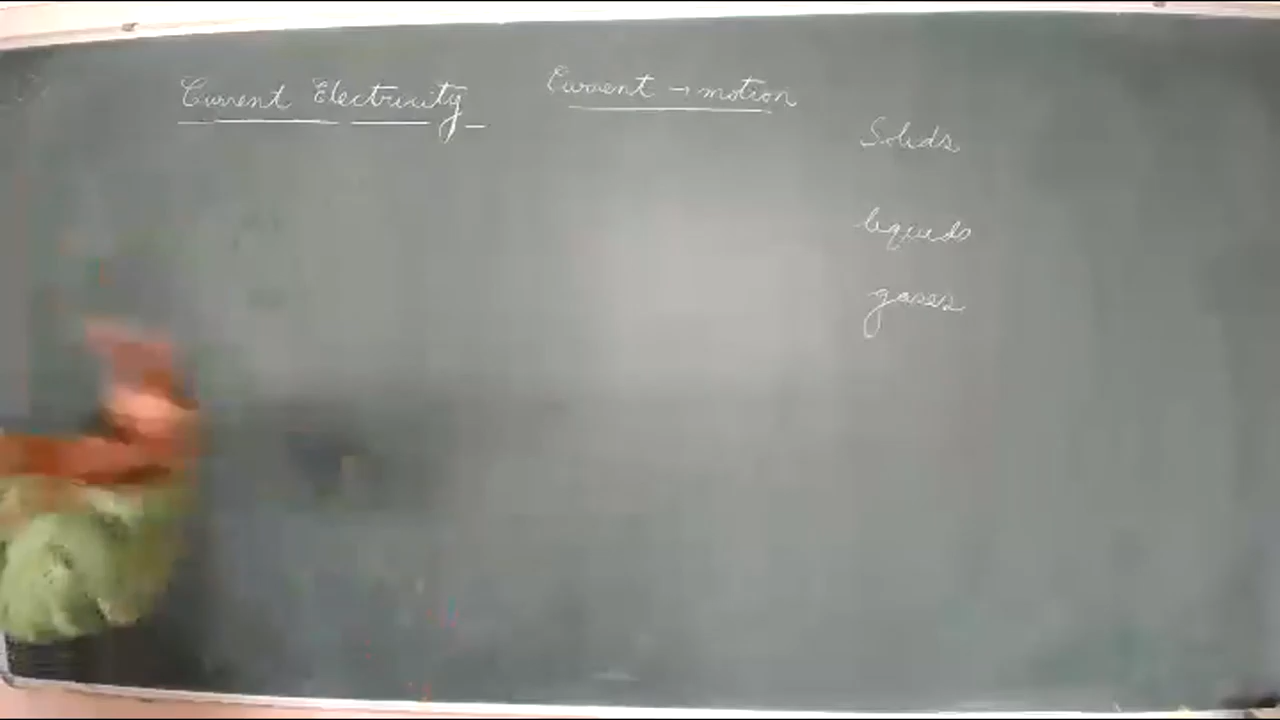 Current Electricity
Current → motion
Solids
liquids
gases